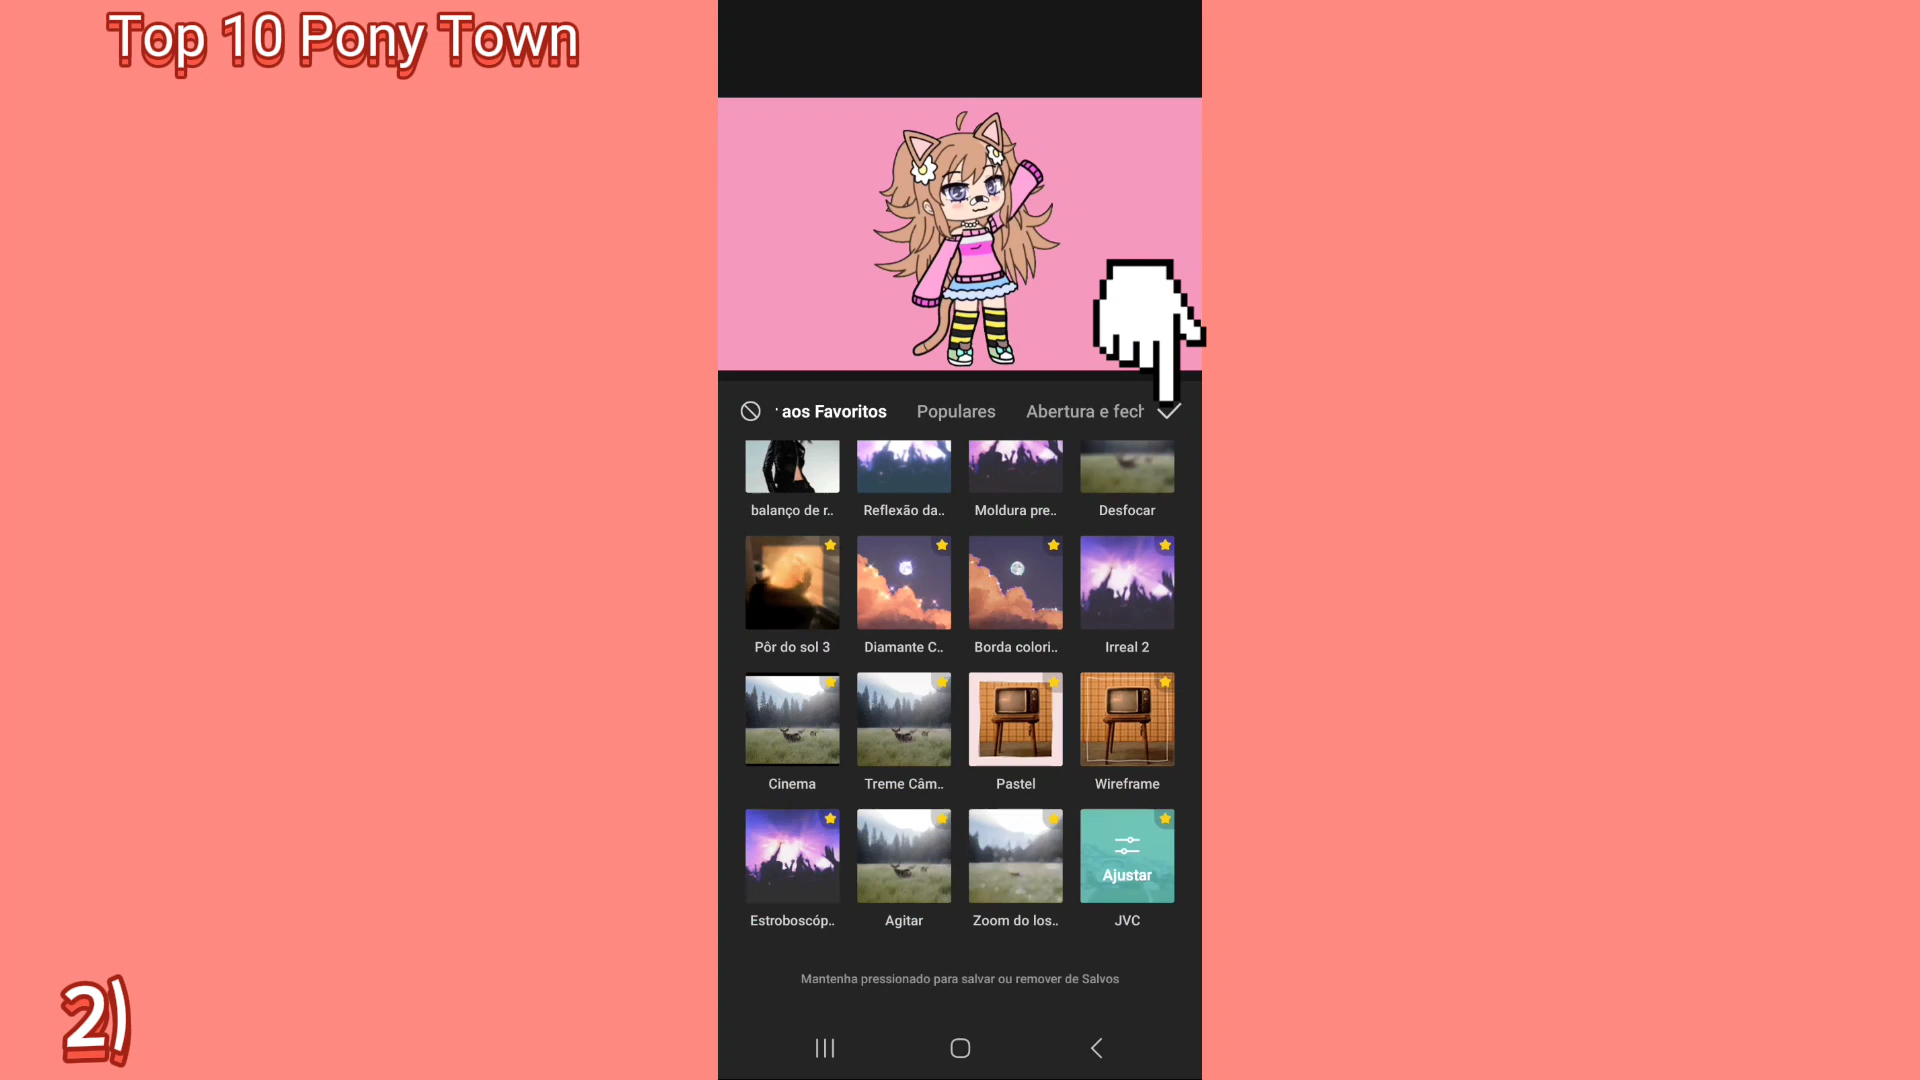 Top 10 Pony Town
aos Favoritos Populares Abertura e fech
balanço de r.. Reflexão da.. Moldura pre.. Desfocar
Pôr do sol 3 Diamante C.. Borda colori.. Irreal 2
Cinema Treme Câm.. Pastel Wireframe
Ajustar
Estroboscóp.. Agitar Zoom do los.. JVC
Mantenha pressionado para salvar ou remover de Salvos
2)